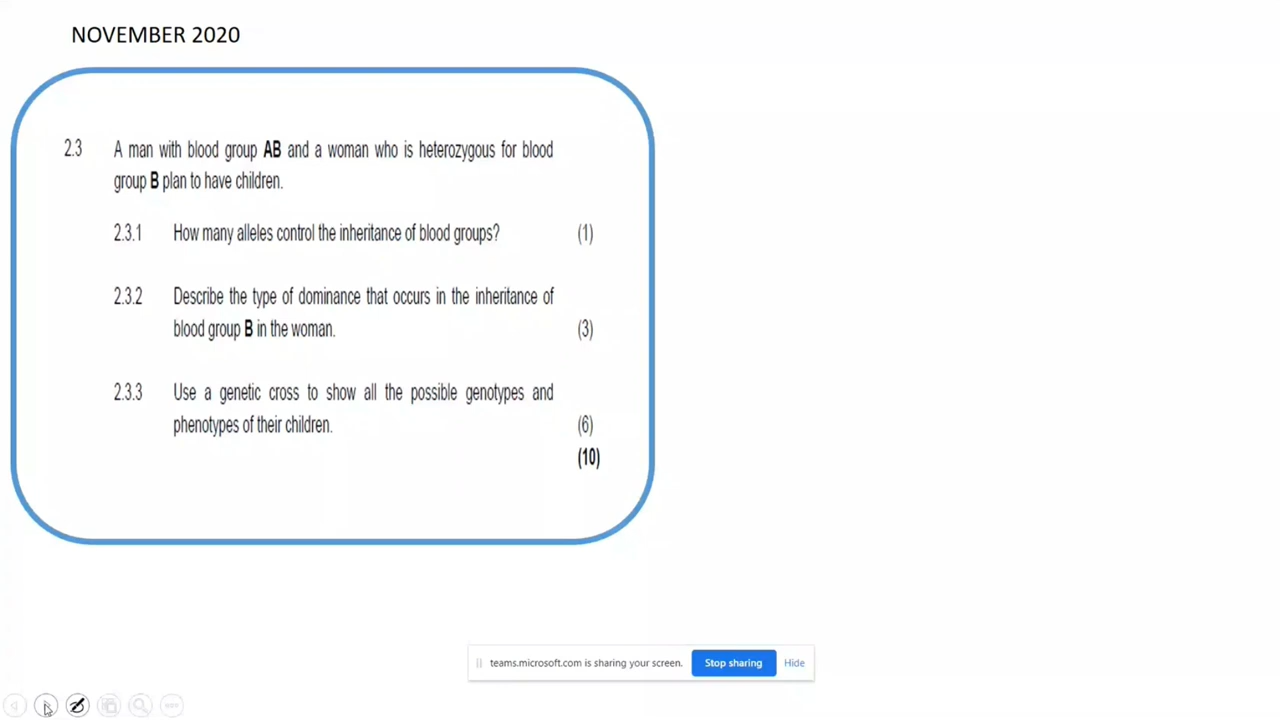 NOVEMBER 2020
2.3 A man with blood group AB and a woman who is heterozygous for blood
group B plan to have children.
2.3.1 How many alleles control the inheritance of blood groups? (1)
2.3.2 Describe the type of dominance that occurs in the inheritance of
blood group B in the woman. (3)
2.3.3 Use a genetic cross to show all the possible genotypes and
phenotypes of their children. (6)
(10)
teams.microsoft.com is sharing your screen. Stop sharing Hide